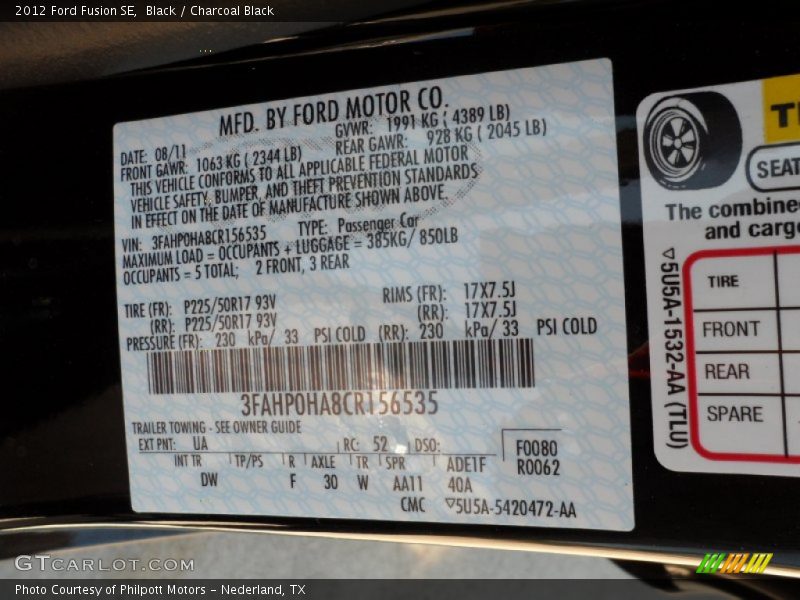 2012 Ford Fusion SE,  Black / Charcoal Black
MFD. BY FORD MOTOR CO.
DATE: 08/11 GVWR: 1991 KG ( 4389 LB)
FRONT GAWR: 1063 KG ( 2344 LB) REAR GAWR: 928 KG ( 2045 LB)
THIS VEHICLE CONFORMS TO ALL APPLICABLE FEDERAL MOTOR
VEHICLE SAFETY, BUMPER, AND THEFT PREVENTION STANDARDS
IN EFFECT ON THE DATE OF MANUFACTURE SHOWN ABOVE.
VIN: 3FAHP0HA8CR156535 TYPE: Passenger Car
MAXIMUM LOAD = OCCUPANTS + LUGGAGE = 385KG/ 850LB
OCCUPANTS = 5 TOTAL; 2 FRONT, 3 REAR
TIRE (FR): P225/50R17 93V RIMS (FR): 17X7.5J
(RR): P225/50R17 93V (RR): 17X7.5J
PRESSURE (FR): 230 kPa/ 33 PSI COLD (RR): 230 kPa/ 33 PSI COLD
3FAHP0HA8CR156535
TRAILER TOWING - SEE OWNER GUIDE
EXT PNT: UA RC: 52 DSO: F0080
INT TR TP/PS R AXLE TR SPR ADETF R0062
DW F 30 W AA11 40A
CMC ▽5U5A-5420472-AA
SEAT
The combine
and cargo
▽5U5A-1532-AA (TLU)
TIRE
FRONT
REAR
SPARE
GTCARLOT.COM
Photo Courtesy of Philpott Motors - Nederland, TX